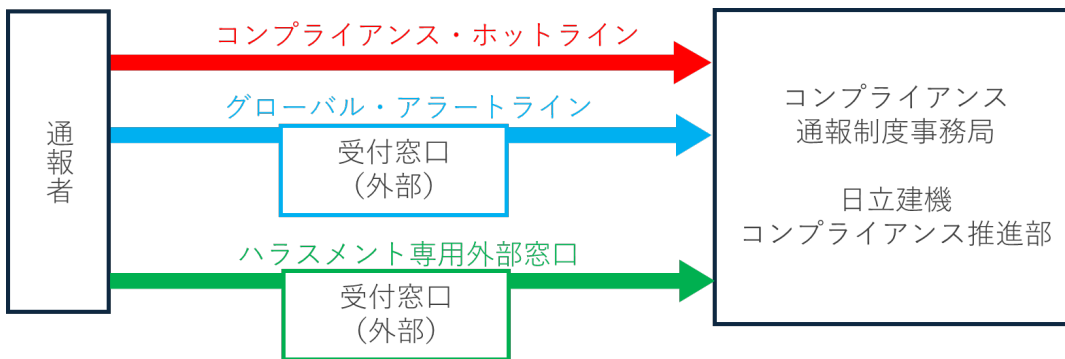 通報者
コンプライアンス・ホットライン
グローバル・アラートライン
受付窓口
（外部）
ハラスメント専用外部窓口
受付窓口
（外部）
コンプライアンス
通報制度事務局
日立建機
コンプライアンス推進部